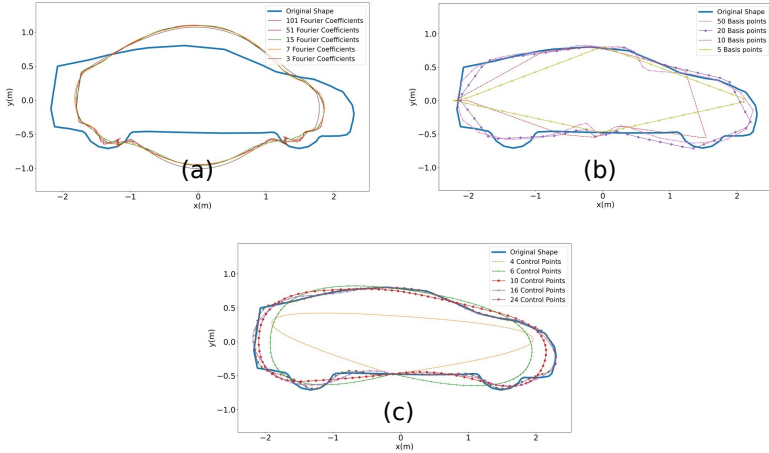 Original Shape
101 Fourier Coefficients
51 Fourier Coefficients
15 Fourier Coefficients
7 Fourier Coefficients
3 Fourier Coefficients
1.0
0.5
0.0
−0.5
−1.0
y(m)
−2
−1
0
1
2
x(m)
(a)
Original Shape
50 Basis points
20 Basis points
10 Basis points
5 Basis points
1.0
0.5
0.0
−0.5
−1.0
y(m)
−2
−1
0
1
2
x(m)
(b)
Original Shape
4 Control Points
6 Control Points
10 Control Points
16 Control Points
24 Control Points
1.0
0.5
0.0
−0.5
−1.0
y(m)
−2
−1
0
1
2
x(m)
(c)